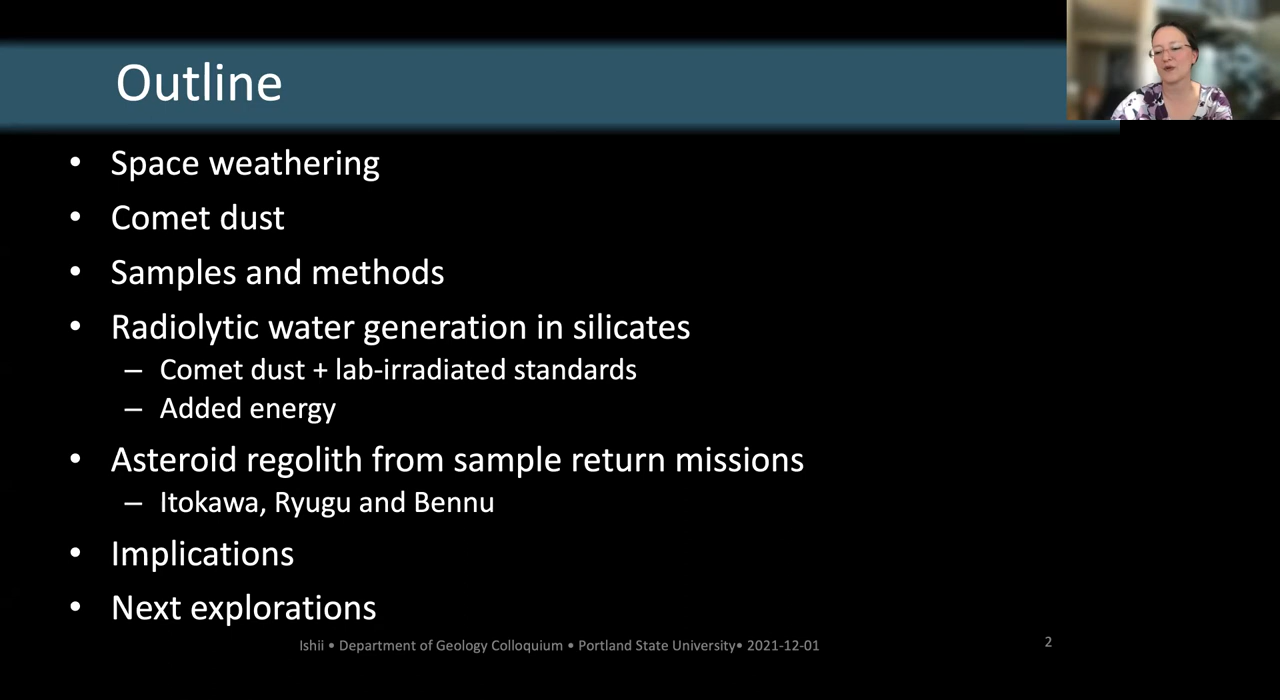 Outline
• Space weathering
• Comet dust
• Samples and methods
• Radiolytic water generation in silicates
– Comet dust + lab-irradiated standards
– Added energy
• Asteroid regolith from sample return missions
– Itokawa, Ryugu and Bennu
• Implications
• Next explorations
Ishii • Department of Geology Colloquium • Portland State University• 2021-12-01
2